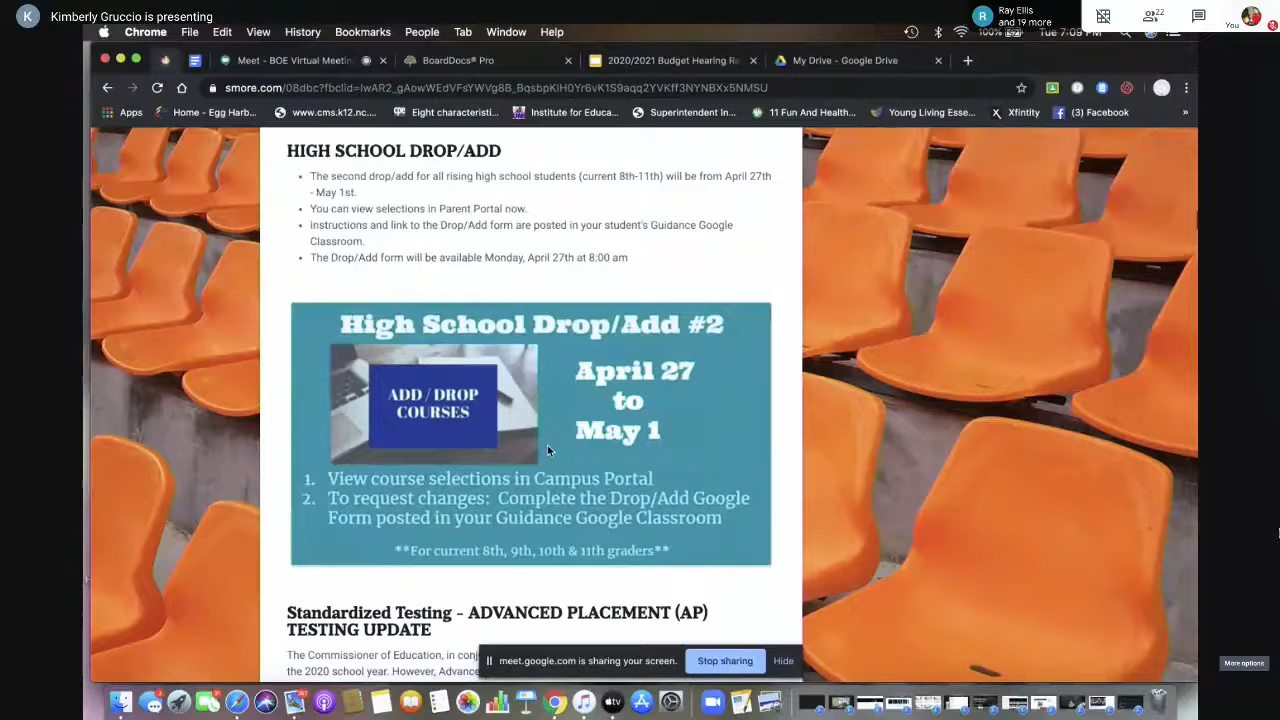 K Kimberly Gruccio is presenting
R Ray Ellis
and 19 more
22
You
Chrome File Edit View History Bookmarks People Tab Window Help
100% Tue 7:09 PM
Meet - BOE Virtual Meetin
BoardDocs® Pro
2020/2021 Budget Hearing Re
My Drive - Google Drive
Apps
Home - Egg Harb...
www.cms.k12.nc....
Eight characteristi...
Institute for Educa...
Superintendent In...
11 Fun And Health...
Young Living Esse...
Xfinity
(3) Facebook
HIGH SCHOOL DROP/ADD
The second drop/add for all rising high school students (current 8th-11th) will be from April 27th
- May 1st.
You can view selections in Parent Portal now.
Instructions and link to the Drop/Add form are posted in your student's Guidance Google
Classroom.
The Drop/Add form will be available Monday, April 27th at 8:00 am
High School Drop/Add #2
ADD / DROP
COURSES
April 27
to
May 1
1. View course selections in Campus Portal
2. To request changes: Complete the Drop/Add Google
Form posted in your Guidance Google Classroom
**For current 8th, 9th, 10th & 11th graders**
Standardized Testing - ADVANCED PLACEMENT (AP)
TESTING UPDATE
The Commissioner of Education, in conj
the 2020 school year. However, Advance
meet.google.com is sharing your screen. Stop sharing Hide
More options